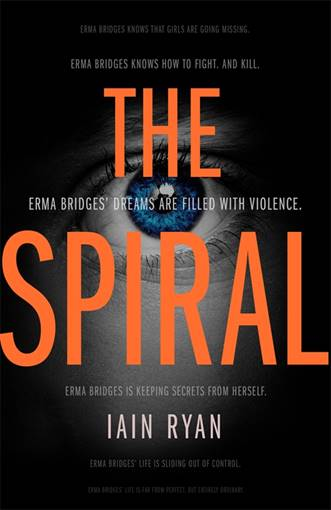 ERMA BRIDGES KNOWS THAT GIRLS ARE GOING MISSING.
ERMA BRIDGES KNOWS HOW TO FIGHT. AND KILL.
THE
ERMA BRIDGES' DREAMS ARE FILLED WITH VIOLENCE.
SPIRAL
ERMA BRIDGES IS KEEPING SECRETS FROM HERSELF.
IAIN RYAN
ERMA BRIDGES' LIFE IS SLIDING OUT OF CONTROL.
ERMA BRIDGES' LIFE IS FAR FROM PERFECT, BUT ENTIRELY ORDINARY.